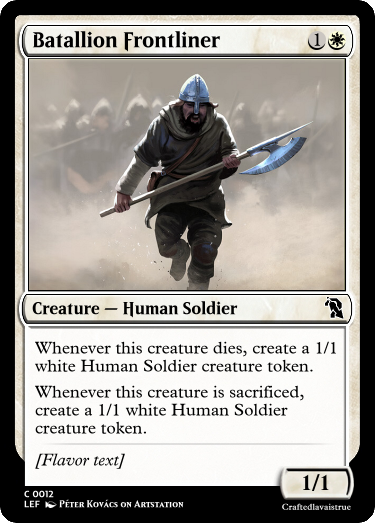 Batallion Frontliner 1
Creature — Human Soldier
Whenever this creature dies, create a 1/1
white Human Soldier creature token.
Whenever this creature is sacrificed,
create a 1/1 white Human Soldier
creature token.
[Flavor text]
1/1
C 0012
LEF Péter Kovács on Artstation
Craftedlavaistrue